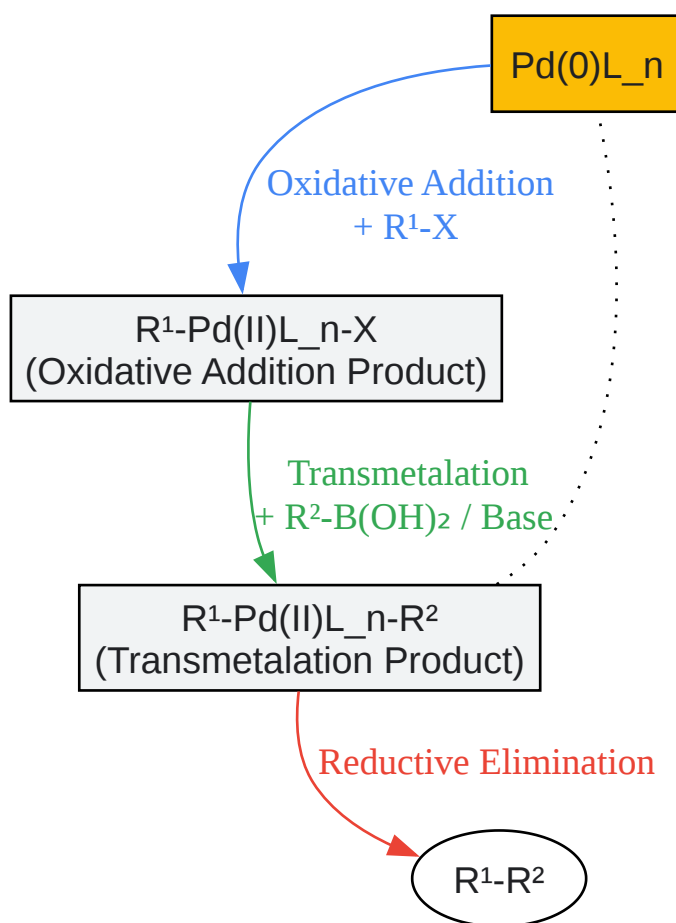 Pd(0)L_n
Oxidative Addition
+ R¹-X
R¹-Pd(II)L_n-X
(Oxidative Addition Product)
Transmetalation
+ R²-B(OH)₂ / Base
R¹-Pd(II)L_n-R²
(Transmetalation Product)
Reductive Elimination
R¹-R²